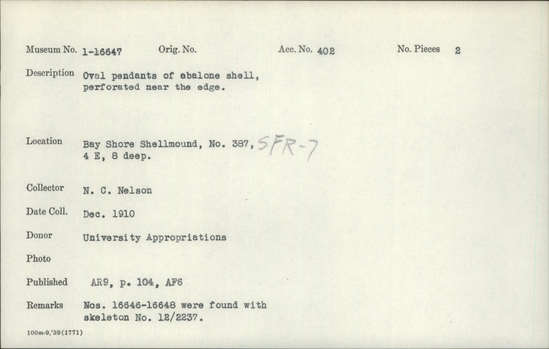 Museum No. 1-16647 Orig. No. Acc. No. 402 No. Pieces 2
Description Oval pendants of abalone shell,
perforated near the edge.
Location Bay Shore Shellmound, No. 387, SFR-7
4 E, 8 deep.
Collector N. C. Nelson
Date Coll. Dec. 1910
Donor University Appropriations
Photo
Published AR9, p. 104, AF6
Remarks Nos. 16646-16648 were found with
skeleton No. 12/2237.
100m-9,'39(1771)